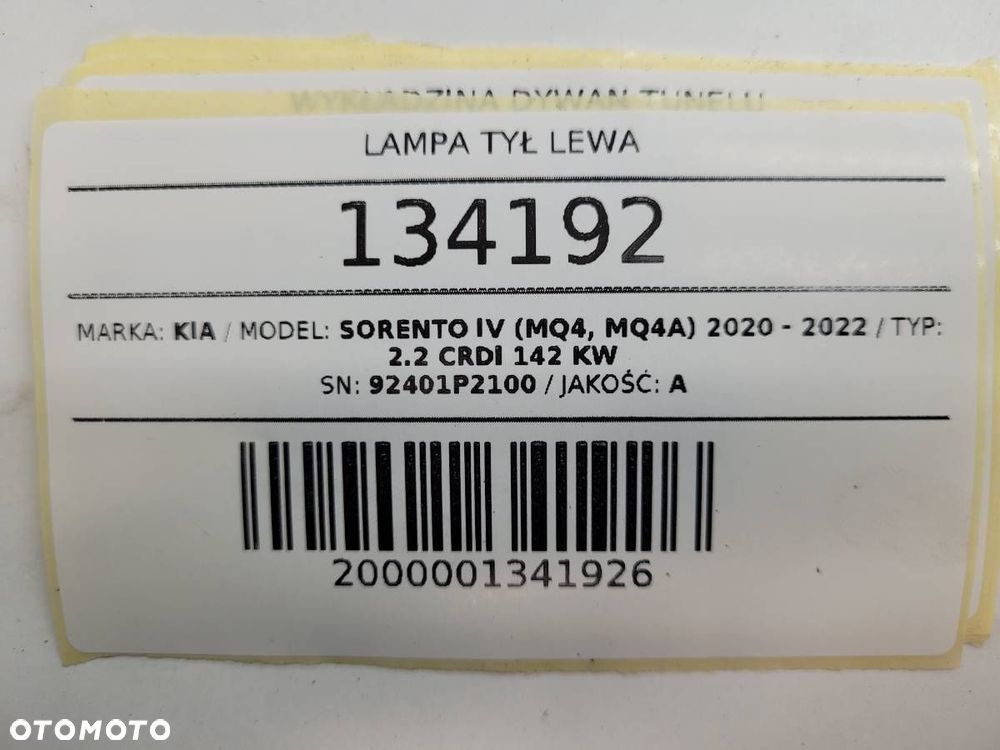 WYKŁADZINA DYWAN TUNELU
LAMPA TYŁ LEWA
134192
MARKA: KIA / MODEL: SORENTO IV (MQ4, MQ4A) 2020 - 2022 / TYP:
2.2 CRDI 142 KW
SN: 92401P2100 / JAKOŚĆ: A
2000001341926
OTOMOTO